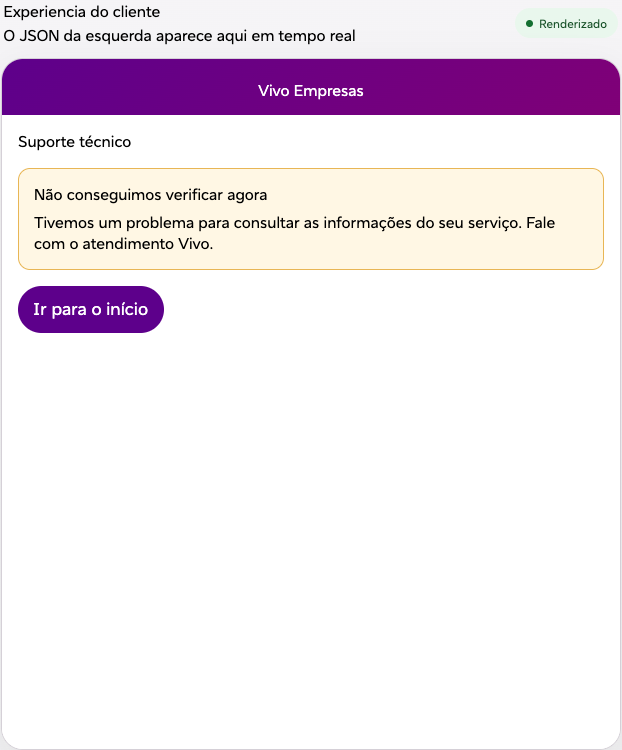 Experiencia do cliente
O JSON da esquerda aparece aqui em tempo real
Renderizado
Vivo Empresas
Suporte técnico
Não conseguimos verificar agora
Tivemos um problema para consultar as informações do seu serviço. Fale
com o atendimento Vivo.
Ir para o início